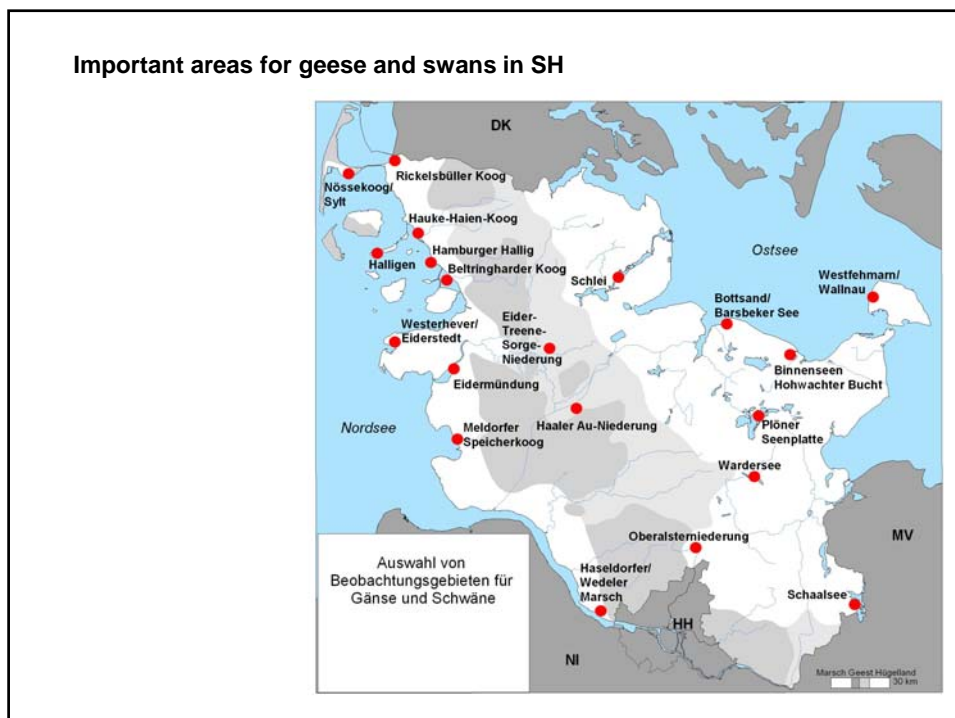 Important areas for geese and swans in SH
DK
Rickelsbüller Koog
Nössekoog/
Sylt
Hauke-Haien-Koog
Hamburger Hallig
Halligen
Beltringharder Koog
Schlei
Ostsee
Westfehmarn/
Wallnau
Bottsand/
Barsbeker See
Westerhever/
Eiderstedt
Eider-
Treene-
Sorge-
Niederung
Binnenseen
Hohwachter Bucht
Eidermündung
Nordsee
Meldorfer
Speicherkoog
Haaler Au-Niederung
Plöner
Seenplatte
Wardersee
Oberalsterniederung
MV
Auswahl von
Beobachtungsgebieten für
Gänse und Schwäne
Haseldorfer/
Wedeler
Marsch
Schaalsee
HH
NI
Marsch Geest Hügelland
30 km